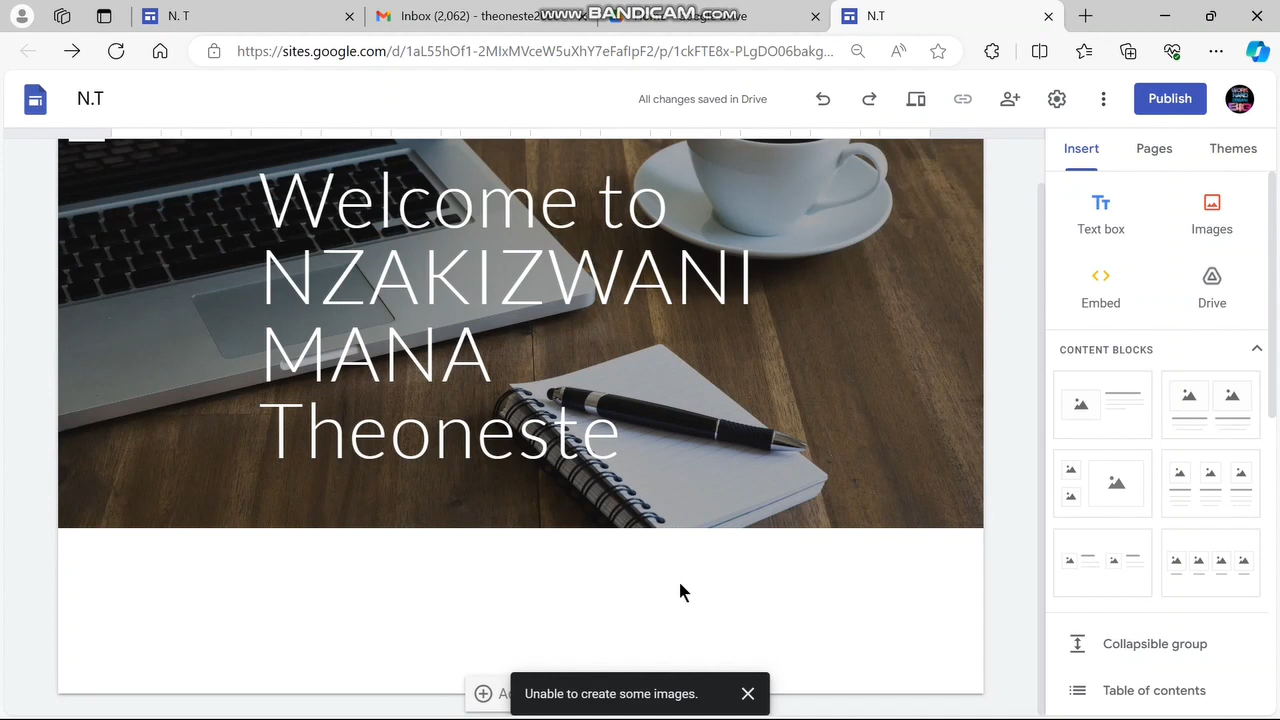 www.BANDICAM.com
N. T
Inbox (2,062) - theoneste2
N.T
https://sites.google.com/d/1aL55hOf1-2MIxMVceW5uXhY7eFafIpF2/p/1ckFTE8x-PLgDO06bakg...
N.T
All changes saved in Drive
Publish
Insert
Pages
Themes
Welcome to
NZAKIZWANI
MANA
Theoneste
Text box
Images
Embed
Drive
CONTENT BLOCKS
Collapsible group
Table of contents
Unable to create some images.